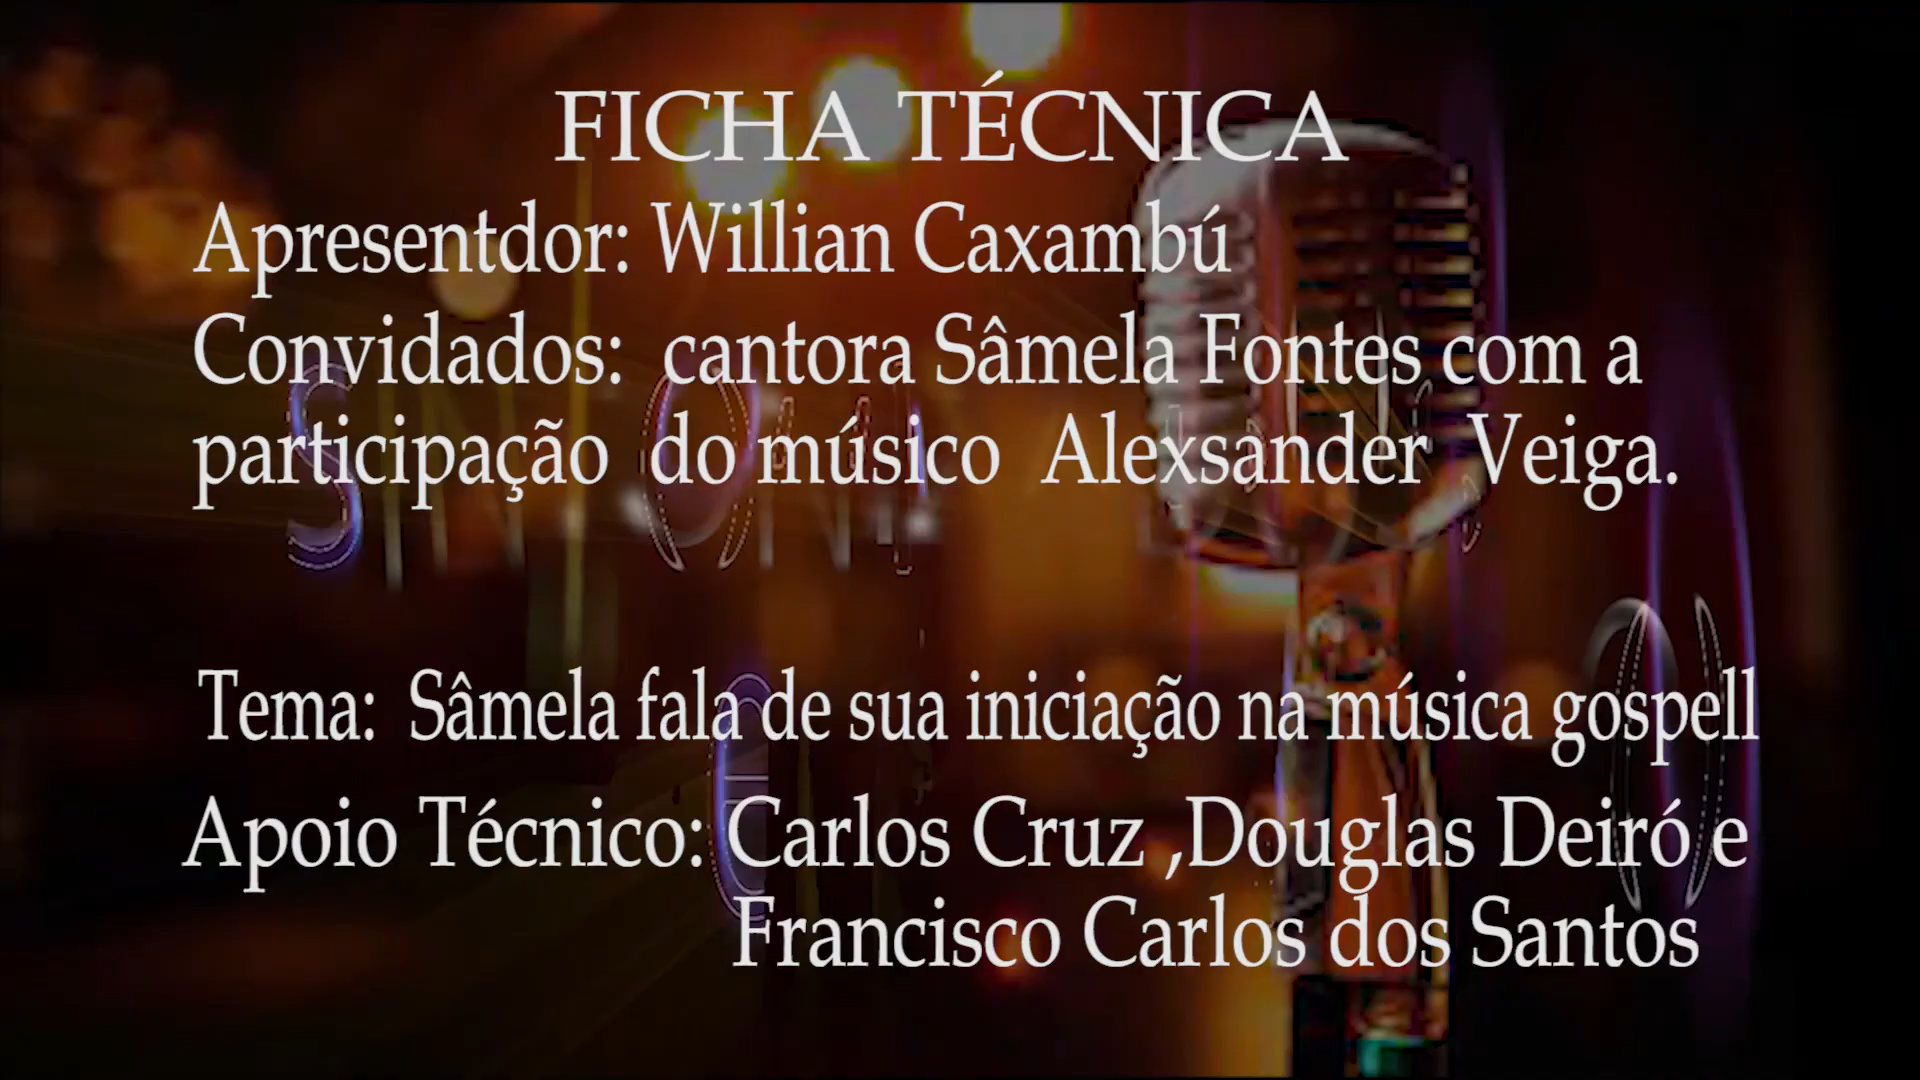 FICHA TÉCNICA
Apresentdor: Willian Caxambú
Convidados: cantora Sâmela Fontes com a
participação do músico Alexsander Veiga.
Tema: Sâmela fala de sua iniciação na música gospell
Apoio Técnico: Carlos Cruz ,Douglas Deiró e
Francisco Carlos dos Santos